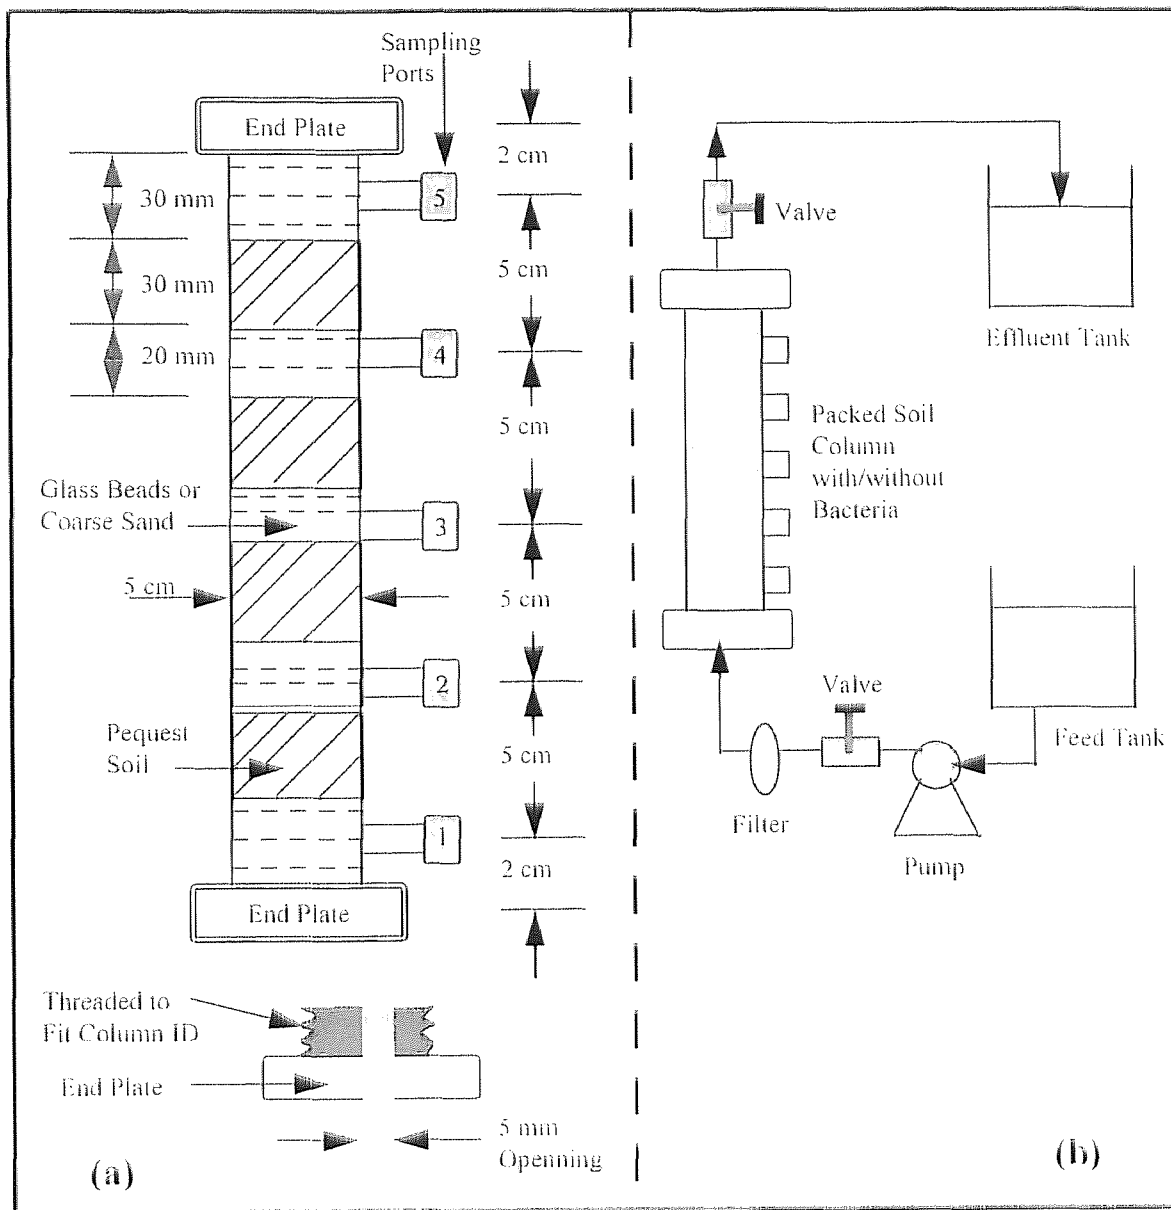 Sampling
Ports
End Plate
2 cm
30 mm
5
5 cm
30 mm
20 mm
4
5 cm
Glass Beads or
Coarse Sand
3
5 cm
5 cm
2
Pequest
Soil
5 cm
1
2 cm
End Plate
Threaded to
Fit Column ID
End Plate
5 mm
Openning
(a)
Valve
Effluent Tank
Packed Soil
Column
with/without
Bacteria
Valve
Feed Tank
Filter
Pump
(b)